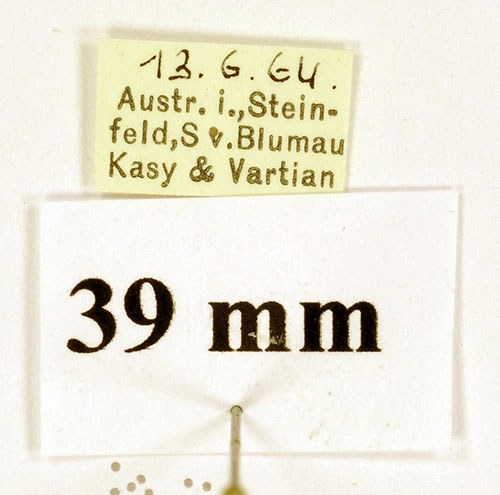 13.6.64.
Austr. i.,Stein-
feld,S v.Blumau
Kasy & Vartian
39 mm